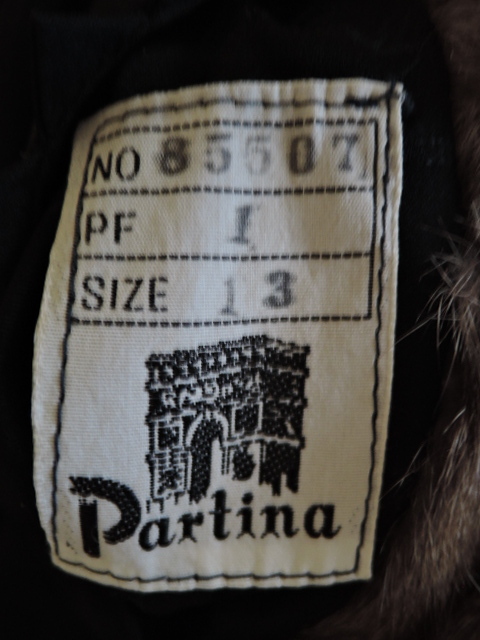 NO 85507
PF 1
SIZE 13
Partina